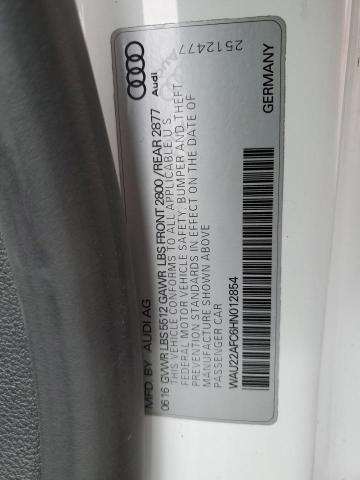 MFD BY AUDI AG
06 16 GVWR LBS 5512 GAWR LBS FRONT 2800 / REAR 2877
THIS VEHICLE CONFORMS TO ALL APPLICABLE U.S.
FEDERAL MOTOR VEHICLE SAFETY, BUMPER AND THEFT
PREVENTION STANDARDS IN EFFECT ON THE DATE OF
MANUFACTURE SHOWN ABOVE
PASSENGER CAR
WAU22AFC6HN012854
GERMANY
Audi
2512477